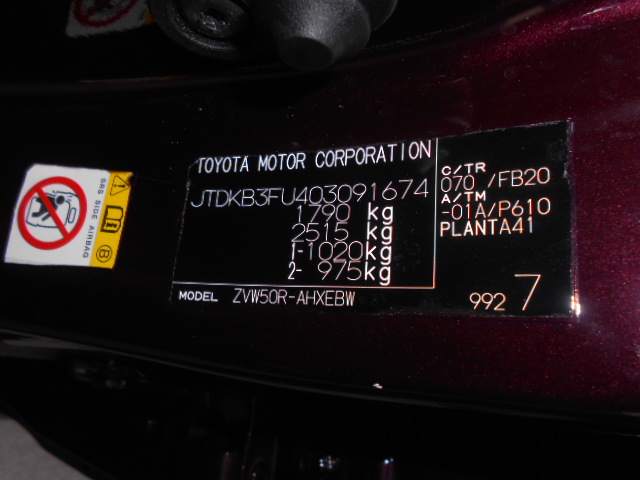 TOYOTA MOTOR CORPORATION
JTDKB3FU403091674
1790 kg
2515 kg
1-1020kg
2- 975kg
MODEL ZVW50R-AHXEBW
C/TR
070 /FB20
A/TM
-01A/P610
PLANTA41
992 7
SRS SIDE AIRBAG
B